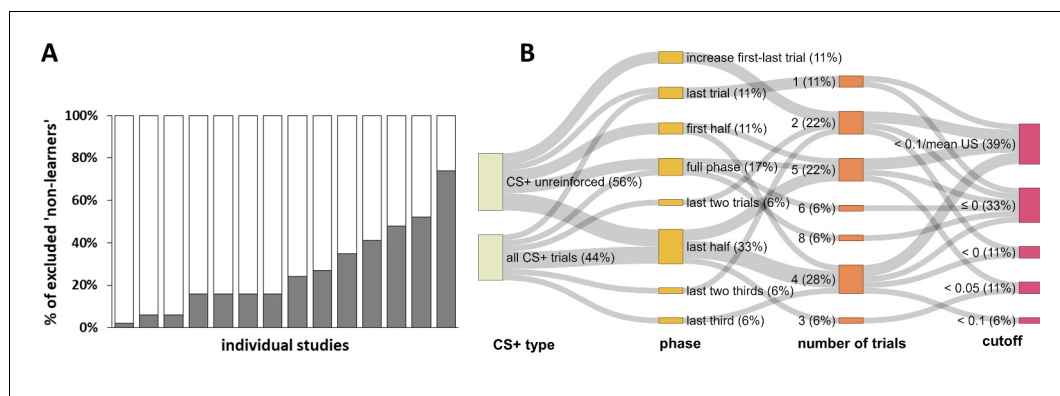 A
% of excluded 'non-learners'
100%
80%
60%
40%
20%
0%
individual studies
B
CS+ unreinforced (56%)
all CS+ trials (44%)
CS+ type
increase first-last trial (11%)
last trial (11%)
first half (11%)
full phase (17%)
last two trials (6%)
last half (33%)
last two thirds (6%)
last third (6%)
phase
1 (11%)
2 (22%)
5 (22%)
6 (6%)
8 (6%)
4 (28%)
3 (6%)
number of trials
< 0.1/mean US (39%)
≤ 0 (33%)
< 0 (11%)
< 0.05 (11%)
< 0.1 (6%)
cutoff